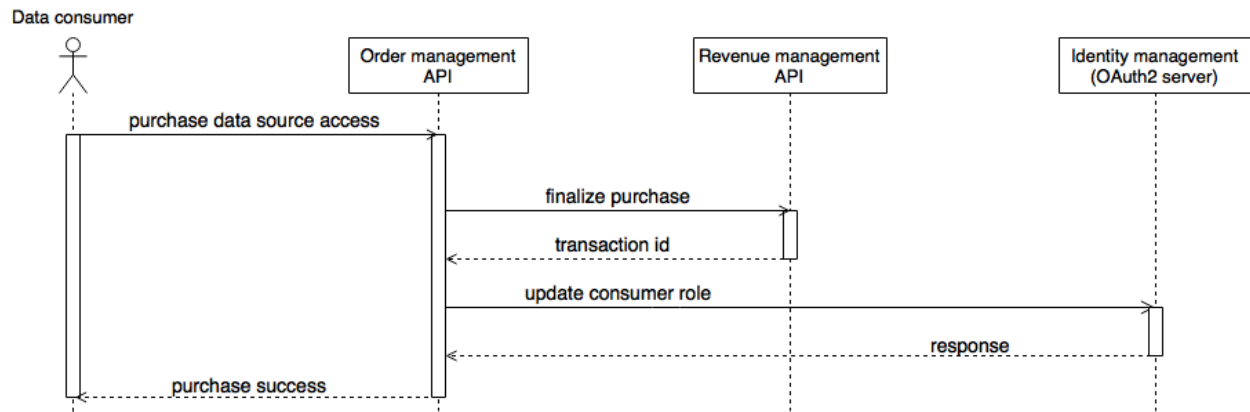 Data consumer
Order management
API
Revenue management
API
Identity management
(OAuth2 server)
purchase data source access
finalize purchase
transaction id
update consumer role
response
purchase success